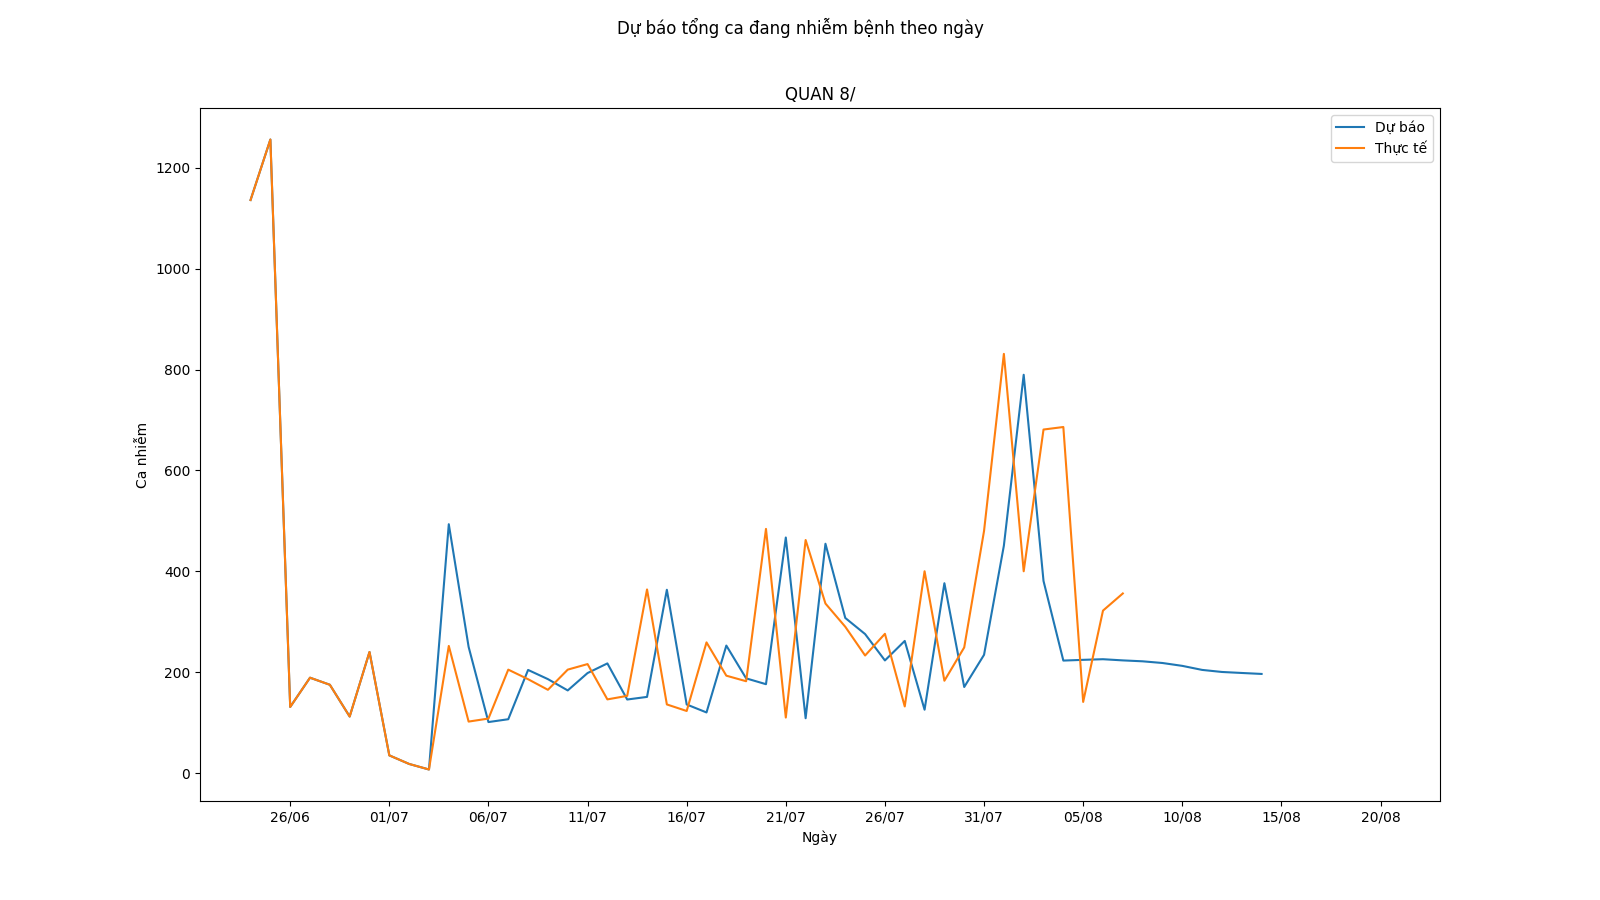 Dự báo tổng ca đang nhiễm bệnh theo ngày
QUAN 8/
Dự báo
Thực tế
1200
1000
800
600
400
200
0
Ca nhiễm
26/06 01/07 06/07 11/07 16/07 21/07 26/07 31/07 05/08 10/08 15/08 20/08
Ngày